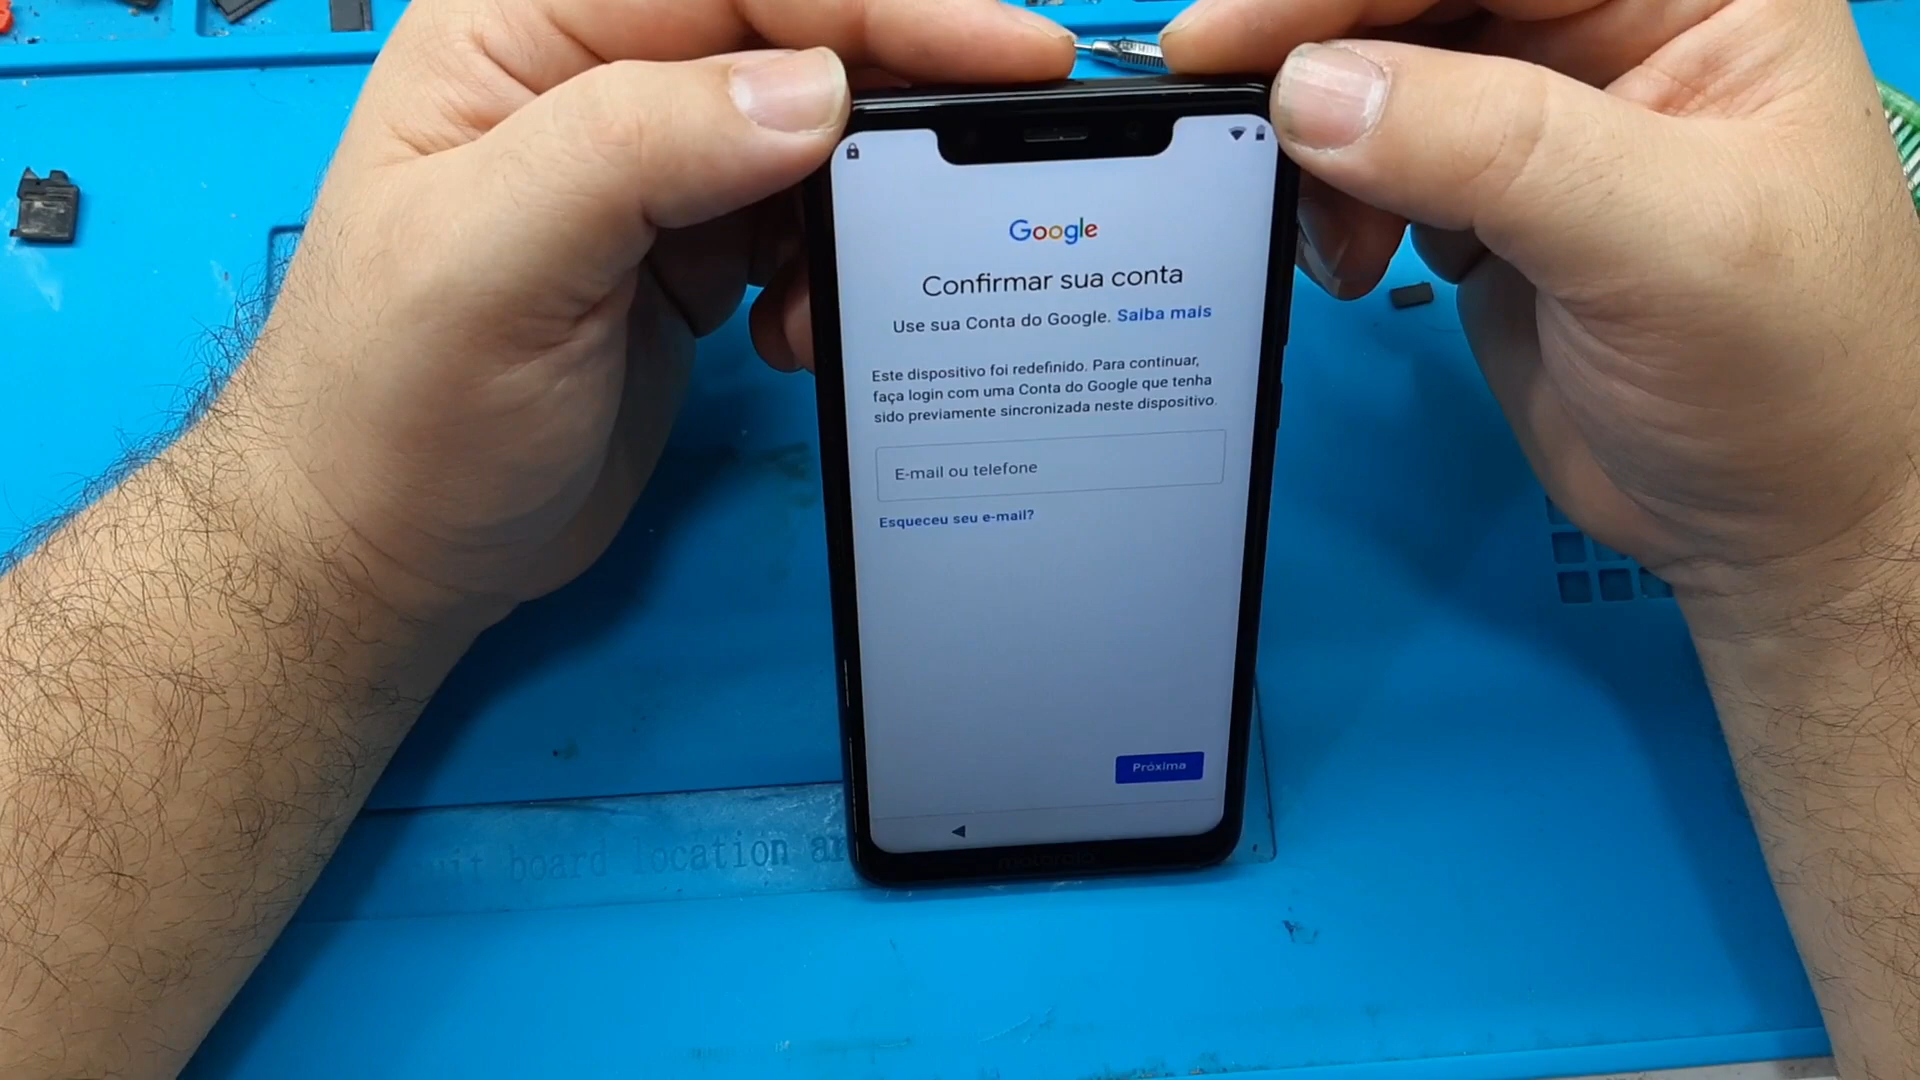 Google
Confirmar sua conta
Use sua Conta do Google. Saiba mais
Este dispositivo foi redefinido. Para continuar,
faça login com uma Conta do Google que tenha
sido previamente sincronizada neste dispositivo.
E-mail ou telefone
Esqueceu seu e-mail?
Próxima
motorola
board location